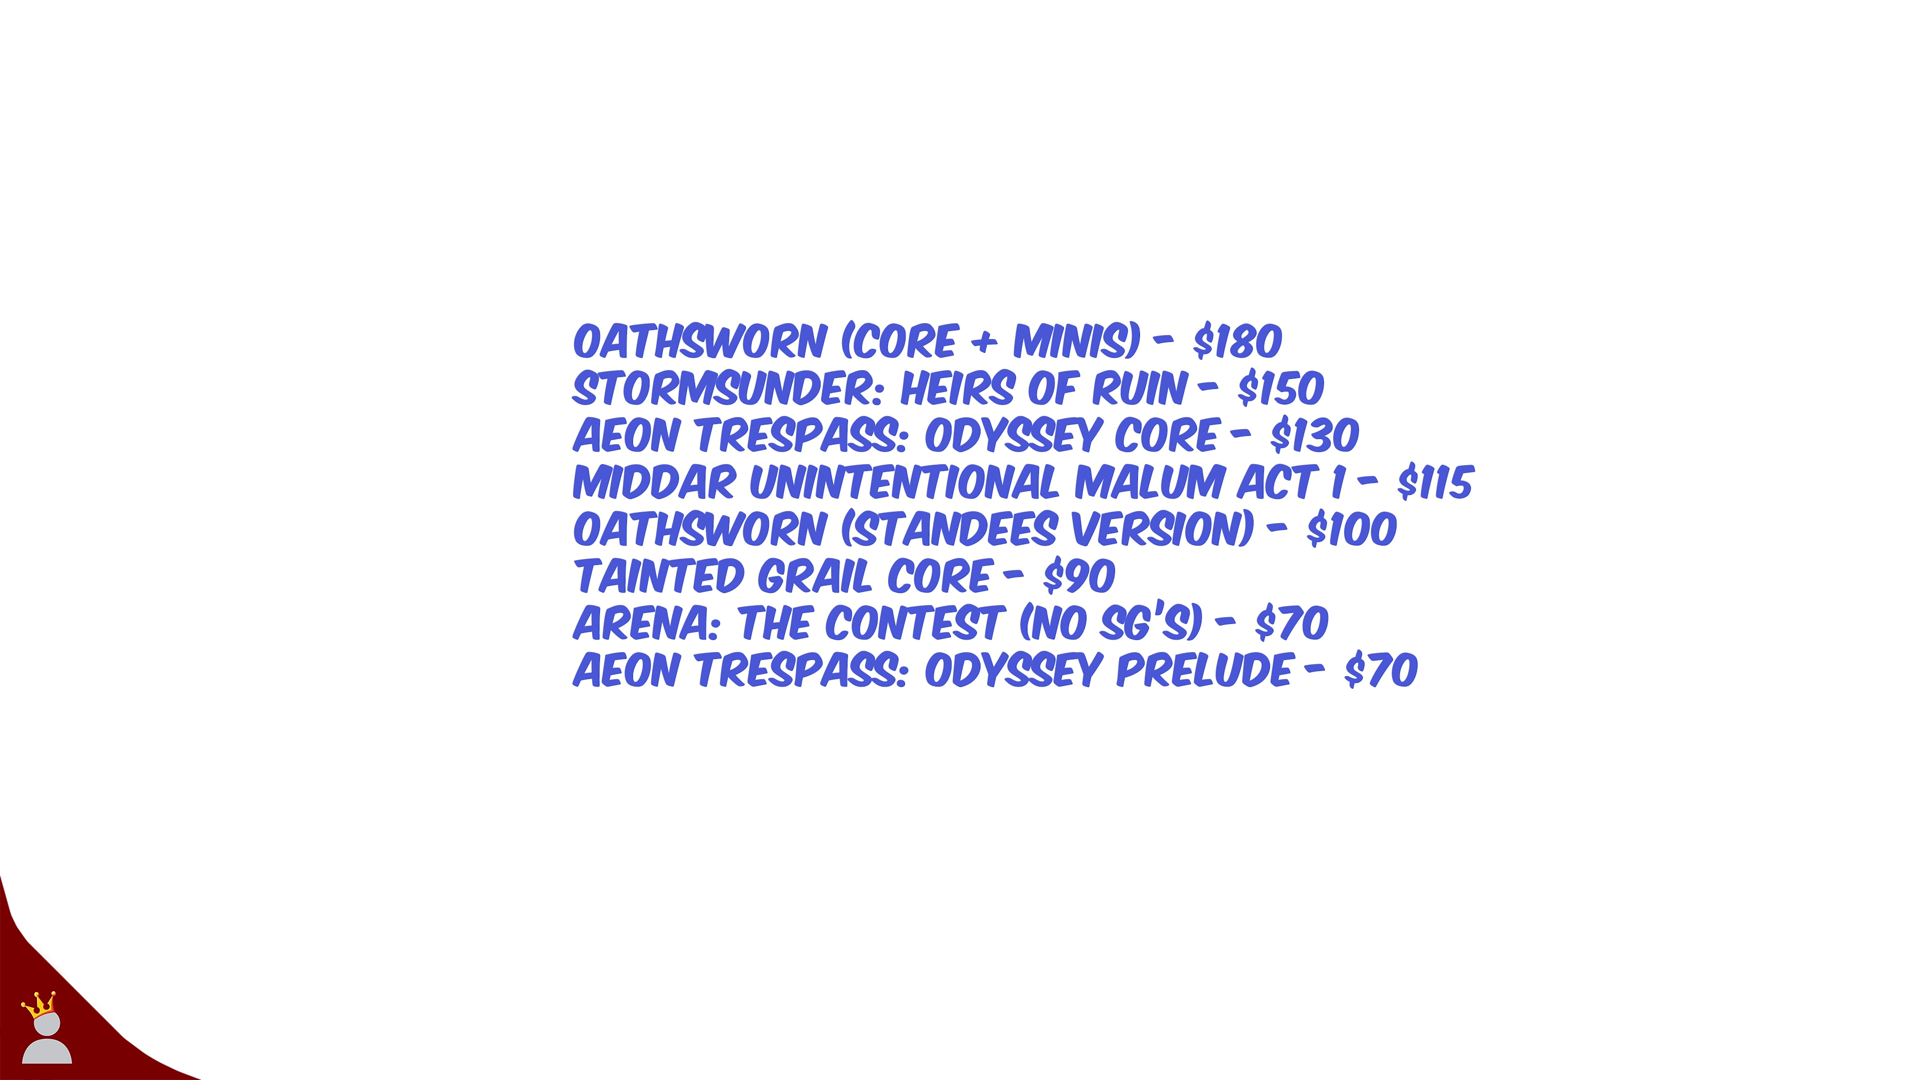 OATHSWORN (CORE + MINIS) - $180
STORMSUNDER: HEIRS OF RUIN - $150
AEON TRESPASS: ODYSSEY CORE - $130
MIDDAR UNINTENTIONAL MALUM ACT 1 - $115
OATHSWORN (STANDEES VERSION) - $100
TAINTED GRAIL CORE - $90
ARENA: THE CONTEST (NO SG'S) - $70
AEON TRESPASS: ODYSSEY PRELUDE - $70